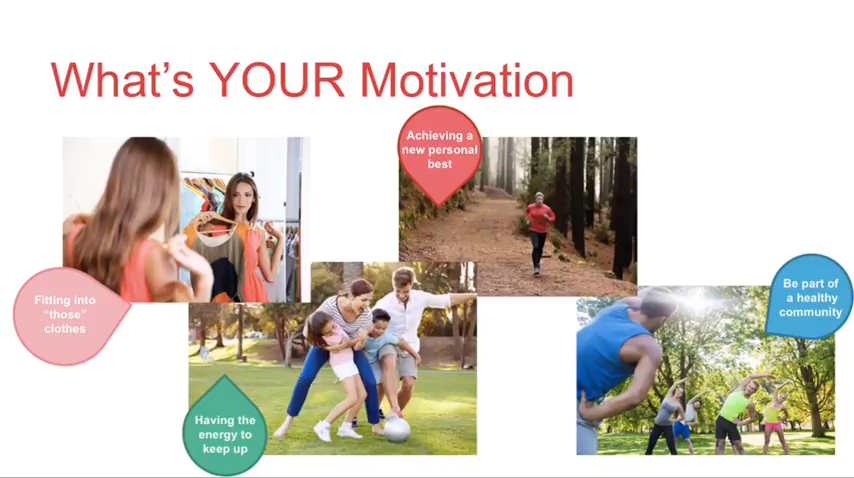 What's YOUR Motivation
Achieving a
new personal
best
Fitting into
"those"
clothes
Be part of
a healthy
community
Having the
energy to
keep up